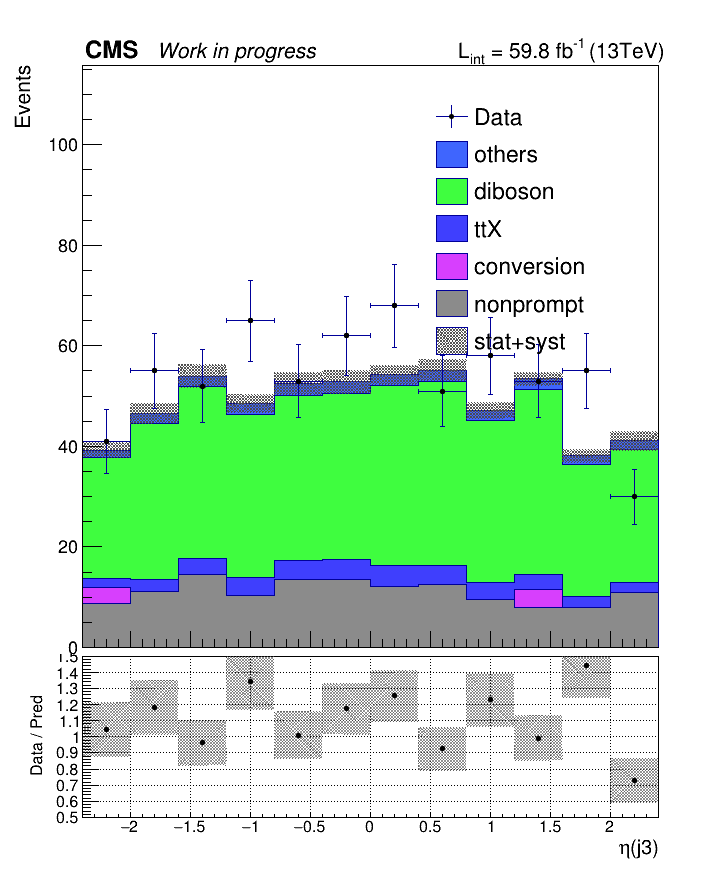 CMS Work in progress L_int = 59.8 fb^-1 (13TeV)
Events
100
80
60
40
20
0
Data
others
diboson
ttX
conversion
nonprompt
stat+syst
Data / Pred
1.5
1.4
1.3
1.2
1.1
1
0.9
0.8
0.7
0.6
0.5
−2 −1.5 −1 −0.5 0 0.5 1 1.5 2
η(j3)